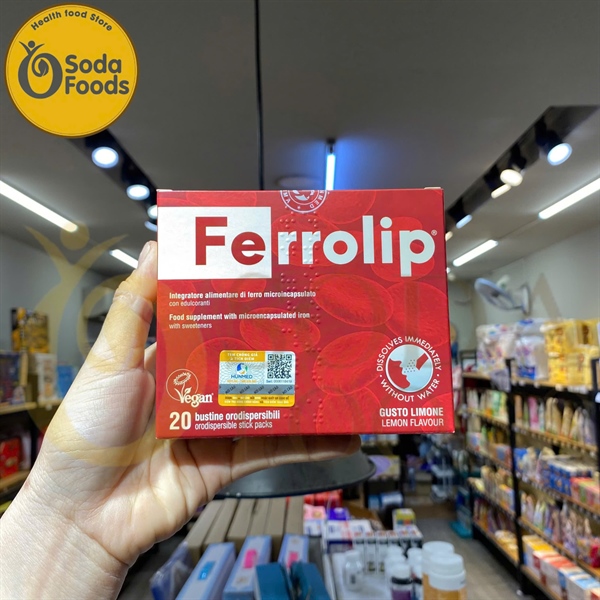 Health food Store
Soda
Foods
Ferrolip®
Integratore alimentare di ferro microincapsulato
con edulcoranti
Food supplement with microencapsulated iron
with sweeteners
HUNMED
Vegan
20 bustine orodispersibili
orodispersible stick packs
DISSOLVES IMMEDIATELY
WITHOUT WATER
GUSTO LIMONE
LEMON FLAVOUR